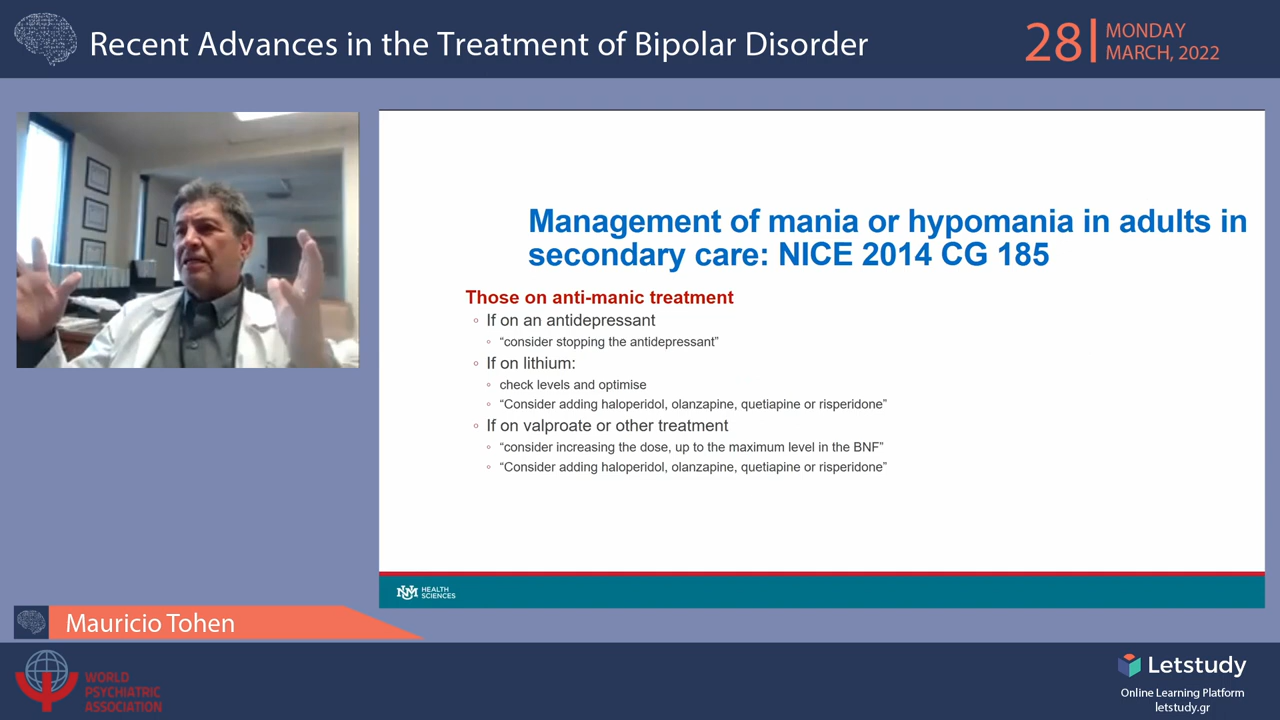 Recent Advances in the Treatment of Bipolar Disorder
28
MONDAY
MARCH, 2022
Management of mania or hypomania in adults in
secondary care: NICE 2014 CG 185
Those on anti-manic treatment
◦ If on an antidepressant
◦ “consider stopping the antidepressant”
◦ If on lithium:
◦ check levels and optimise
◦ “Consider adding haloperidol, olanzapine, quetiapine or risperidone”
◦ If on valproate or other treatment
◦ “consider increasing the dose, up to the maximum level in the BNF”
◦ “Consider adding haloperidol, olanzapine, quetiapine or risperidone”
UNM HEALTH
SCIENCES
Mauricio Tohen
WORLD
PSYCHIATRIC
ASSOCIATION
Letstudy
Online Learning Platform
letstudy.gr